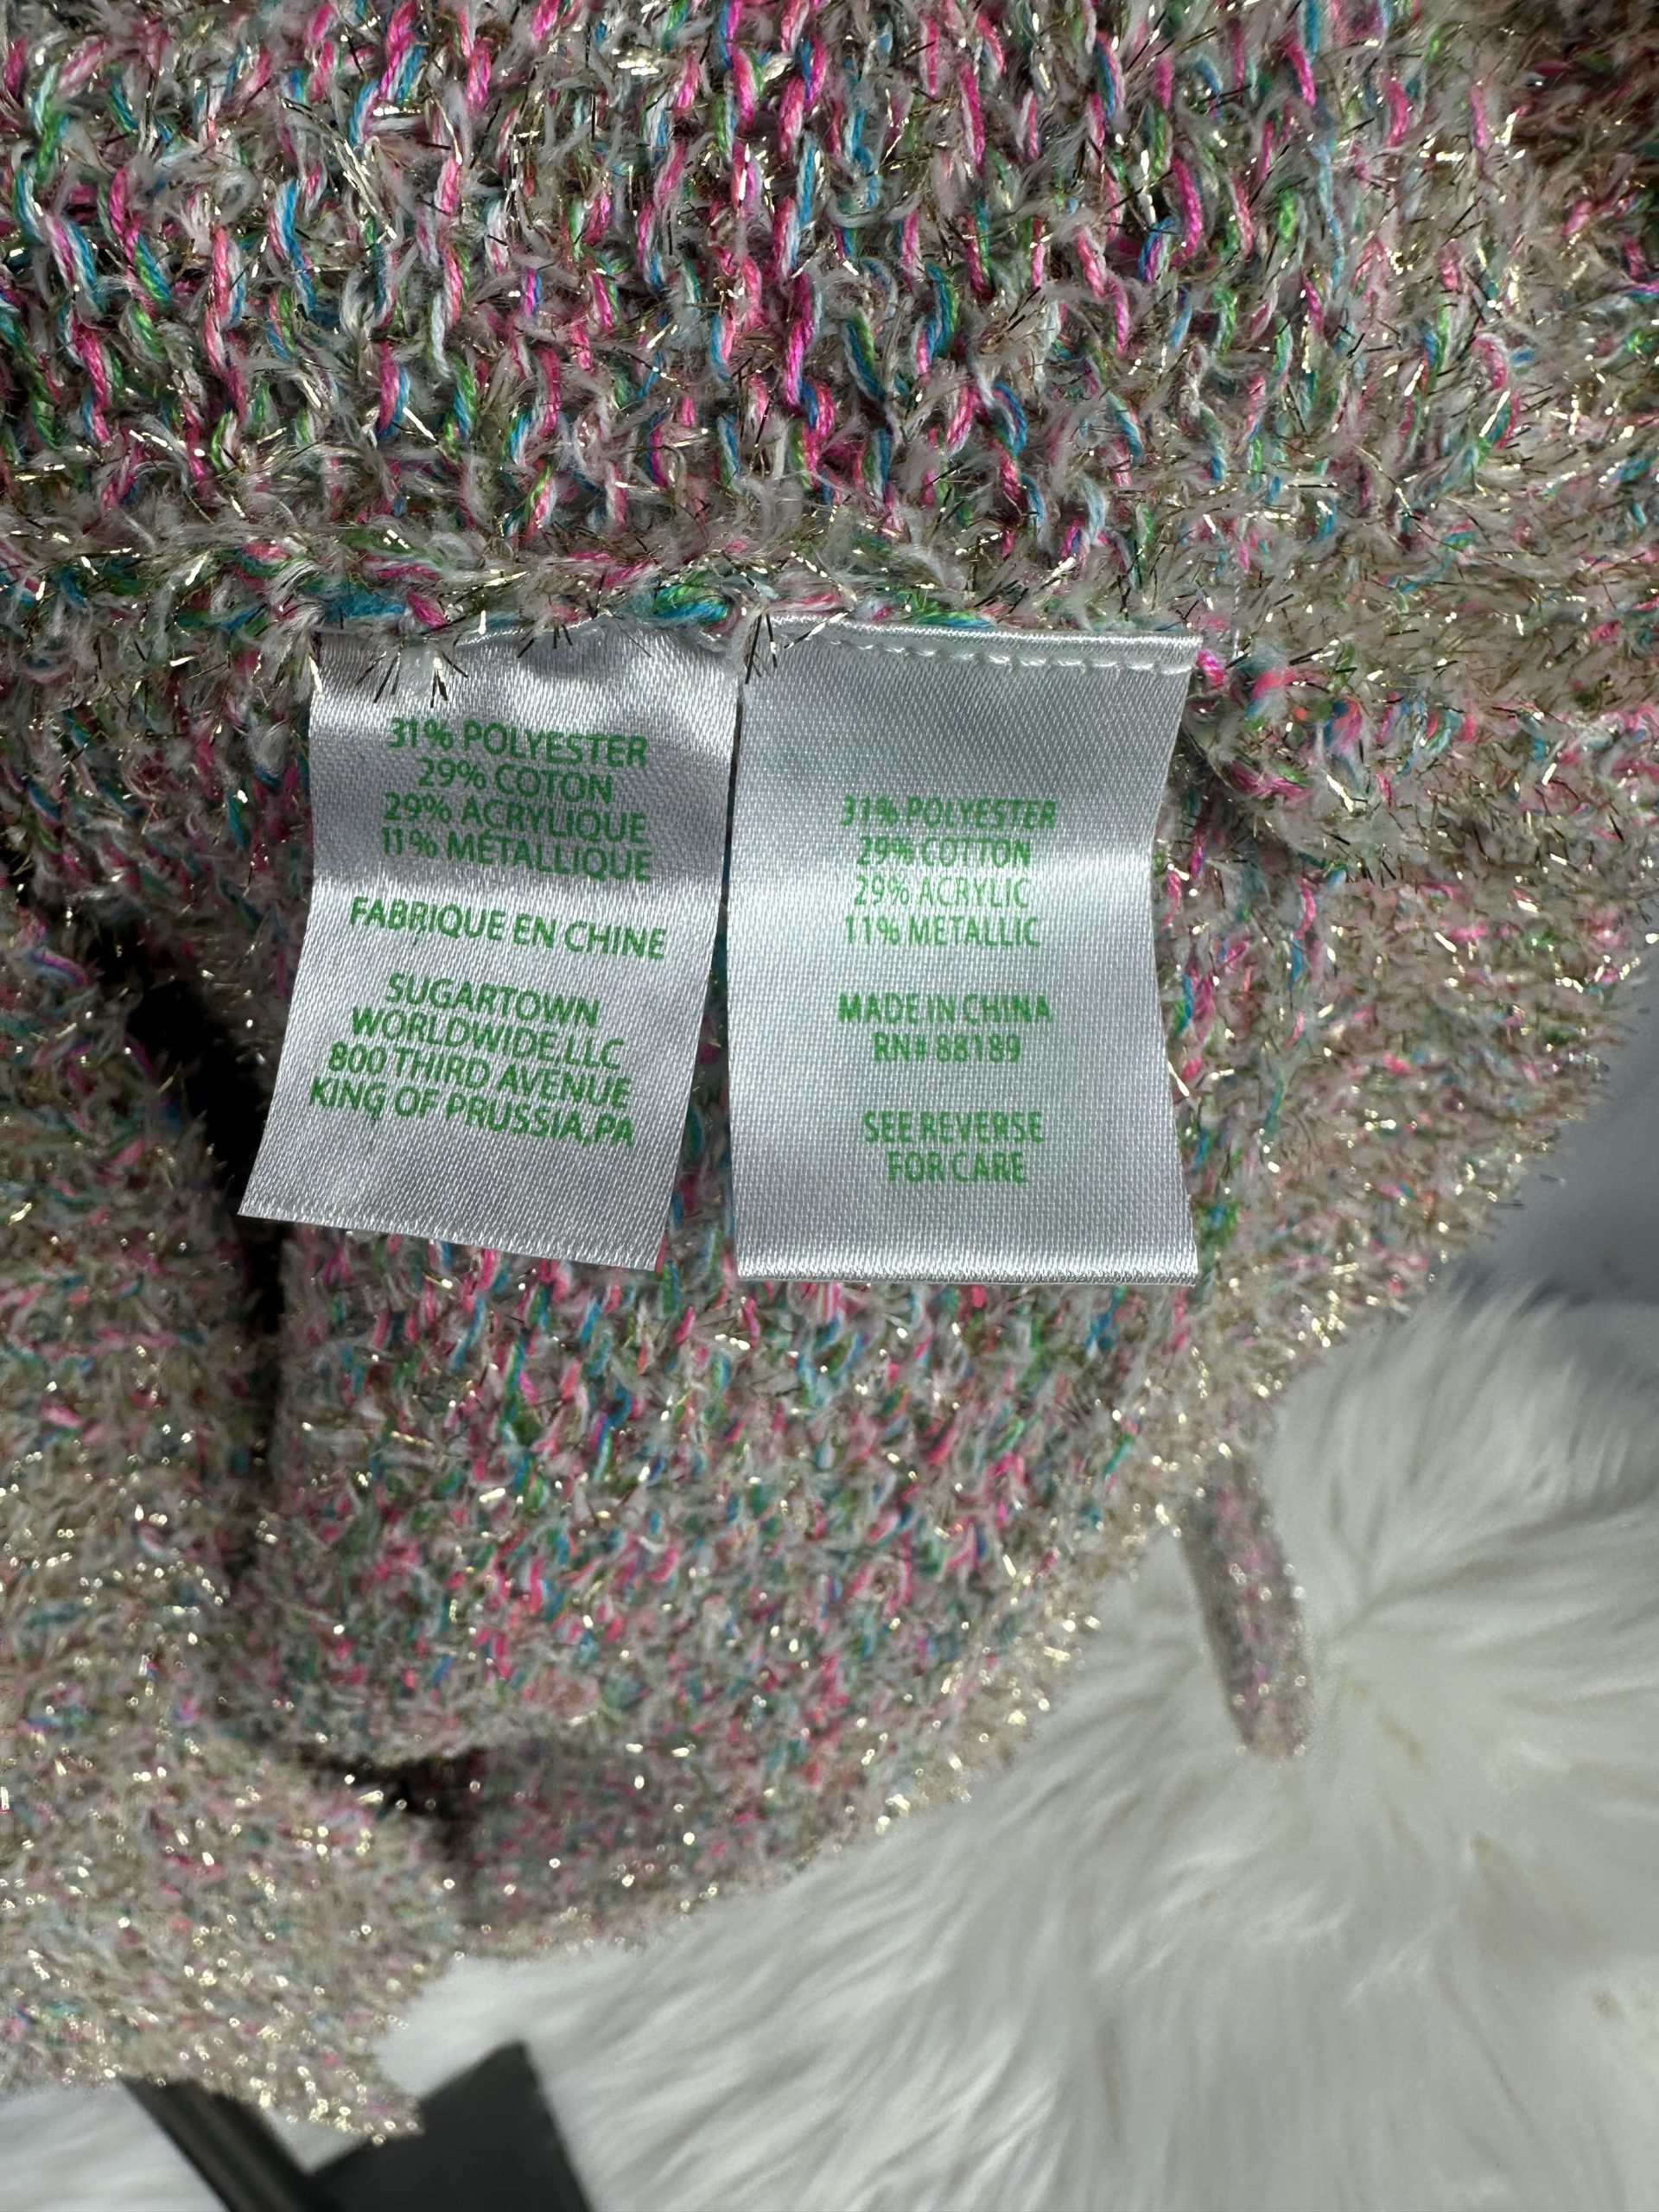 31% POLYESTER
29% COTON
29% ACRYLIQUE
11% METALLIQUE
FABRIQUE EN CHINE
SUGARTOWN
WORLDWIDE,LLC
800 THIRD AVENUE
KING OF PRUSSIA,PA
31% POLYESTER
29% COTTON
29% ACRYLIC
11% METALLIC
MADE IN CHINA
RN# 88189
SEE REVERSE
FOR CARE